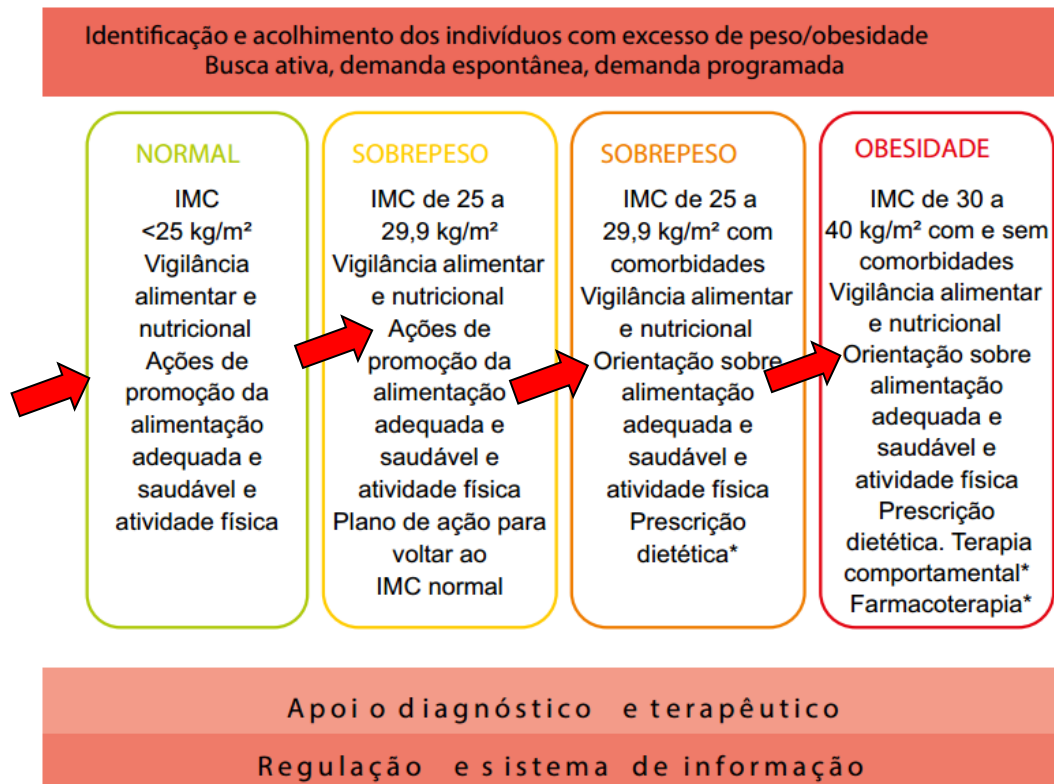 Identificação e acolhimento dos indivíduos com excesso de peso/obesidade
Busca ativa, demanda espontânea, demanda programada
NORMAL
IMC
<25 kg/m²
Vigilância
alimentar e
nutricional
Ações de
promoção da
alimentação
adequada e
saudável e
atividade física
SOBREPESO
IMC de 25 a
29,9 kg/m²
Vigilância alimentar
e nutricional
Ações de
promoção da
alimentação
adequada e
saudável e
atividade física
Plano de ação para
voltar ao
IMC normal
SOBREPESO
IMC de 25 a
29,9 kg/m² com
comorbidades
Vigilância alimentar
e nutricional
Orientação sobre
alimentação
adequada e
saudável e
atividade física
Prescrição
dietética*
OBESIDADE
IMC de 30 a
40 kg/m² com e sem
comorbidades
Vigilância alimentar
e nutricional
Orientação sobre
alimentação
adequada e
saudável e
atividade física
Prescrição
dietética. Terapia
comportamental*
Farmacoterapia*
Apoio diagnóstico e terapêutico
Regulação e sistema de informação